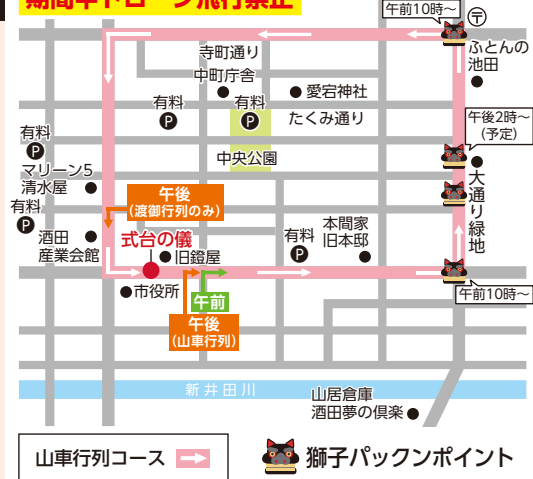 期間中ドローン飛行禁止
午前10時～
〒
ふとんの
池田
寺町通り
中町庁舎
愛宕神社
有料
P
有料
P
たくみ通り
午後2時～
(予定)
有料
P
中央公園
マリーン5
清水屋
大通り緑地
有料
P
午後
(渡御行列のみ)
酒田
産業会館
式台の儀
旧鐙屋
有料
P
本間家
旧本邸
市役所
午前
午後
(山車行列)
午前10時～
新井田川
山居倉庫
酒田夢の倶楽
山車行列コース
獅子パックンポイント